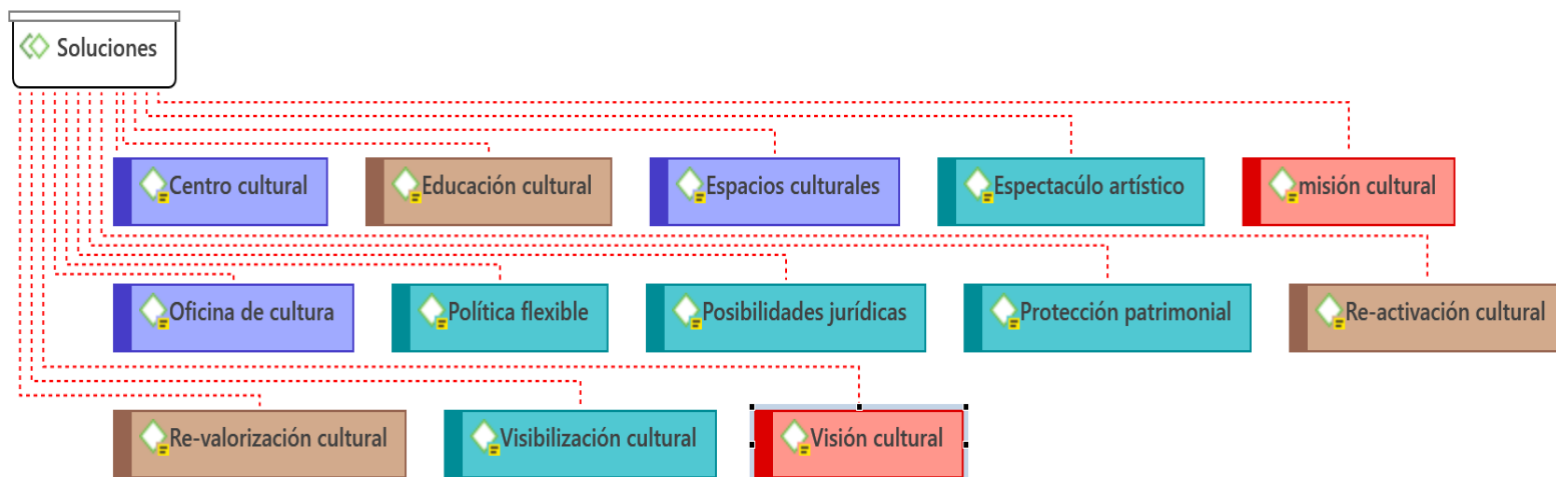 Soluciones
Centro cultural
Educación cultural
Espacios culturales
Espectacúlo artístico
misión cultural
Oficina de cultura
Política flexible
Posibilidades jurídicas
Protección patrimonial
Re-activación cultural
Re-valorización cultural
Visibilización cultural
Visión cultural